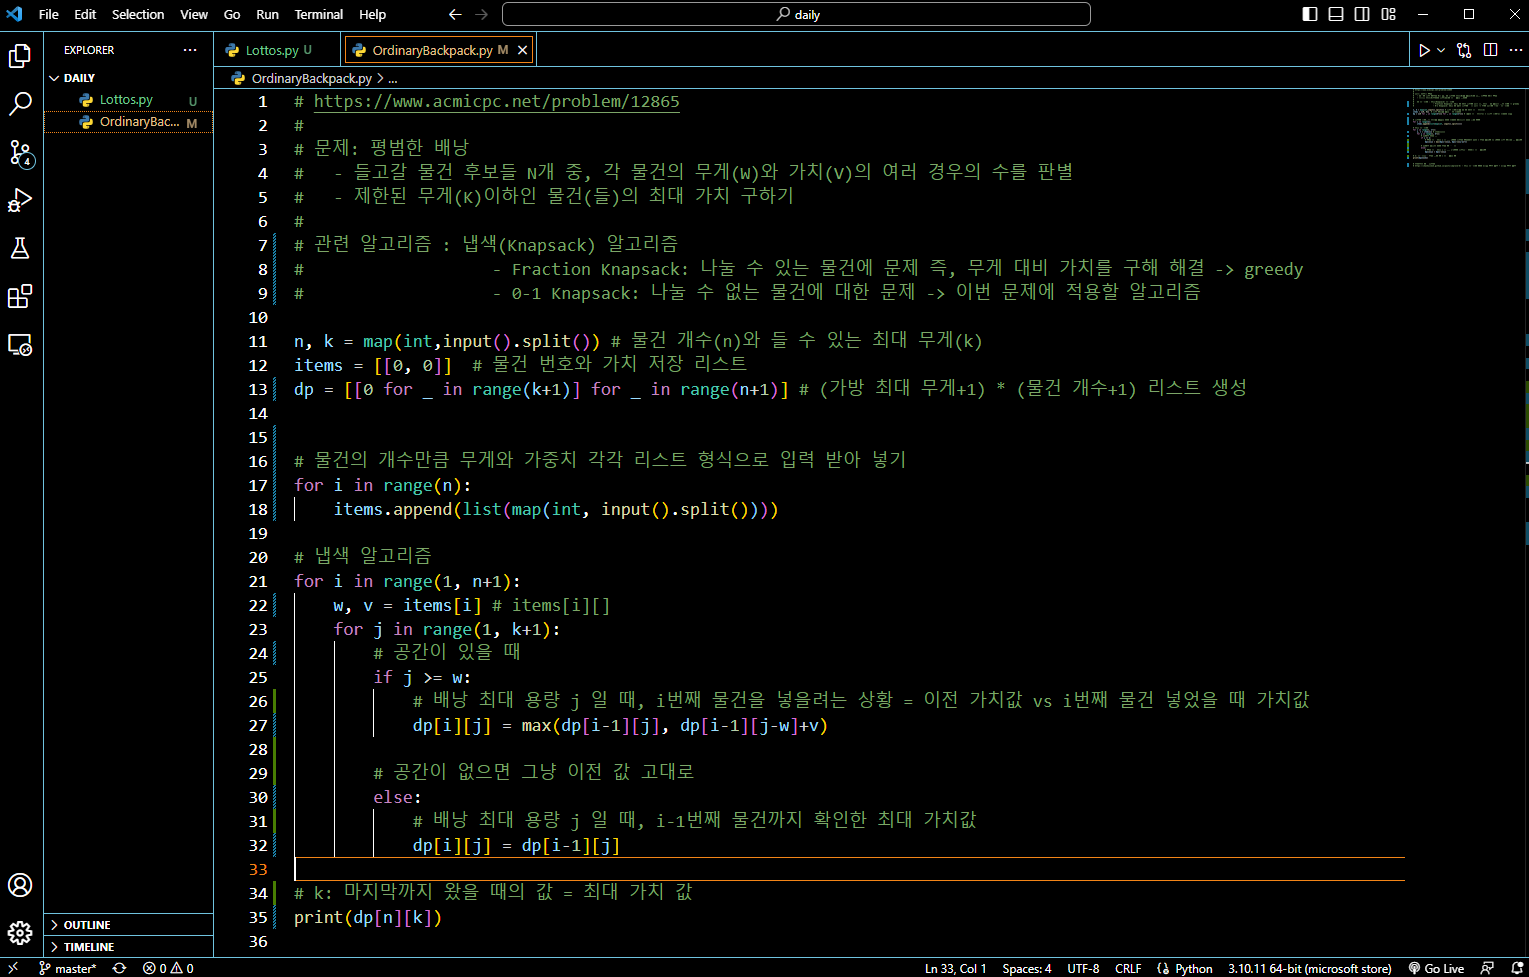 File Edit Selection View Go Run Terminal Help
daily
EXPLORER
DAILY
Lottos.py U
OrdinaryBac... M
4
OUTLINE
TIMELINE
Lottos.py U
OrdinaryBackpack.py M
OrdinaryBackpack.py > ...
1 # https://www.acmicpc.net/problem/12865
2 #
3 # 문제: 평범한 배낭
4 #   - 들고갈 물건 후보들 N개 중, 각 물건의 무게(W)와 가치(V)의 여러 경우의 수를 판별
5 #   - 제한된 무게(K)이하인 물건(들)의 최대 가치 구하기
6 #
7 # 관련 알고리즘 : 냅색(Knapsack) 알고리즘
8 #                   - Fraction Knapsack: 나눌 수 있는 물건에 문제 즉, 무게 대비 가치를 구해 해결 -> greedy
9 #                   - 0-1 Knapsack: 나눌 수 없는 물건에 대한 문제 -> 이번 문제에 적용할 알고리즘
10
11 n, k = map(int,input().split()) # 물건 개수(n)와 들 수 있는 최대 무게(k)
12 items = [[0, 0]]  # 물건 번호와 가치 저장 리스트
13 dp = [[0 for _ in range(k+1)] for _ in range(n+1)] # (가방 최대 무게+1) * (물건 개수+1) 리스트 생성
14
15
16 # 물건의 개수만큼 무게와 가중치 각각 리스트 형식으로 입력 받아 넣기
17 for i in range(n):
18     items.append(list(map(int, input().split())))
19
20 # 냅색 알고리즘
21 for i in range(1, n+1):
22     w, v = items[i] # items[i][]
23     for j in range(1, k+1):
24         # 공간이 있을 때
25         if j >= w:
26             # 배낭 최대 용량 j 일 때, i번째 물건을 넣을려는 상황 = 이전 가치값 vs i번째 물건 넣었을 때 가치값
27             dp[i][j] = max(dp[i-1][j], dp[i-1][j-w]+v)
28
29         # 공간이 없으면 그냥 이전 값 고대로
30         else:
31             # 배낭 최대 용량 j 일 때, i-1번째 물건까지 확인한 최대 가치값
32             dp[i][j] = dp[i-1][j]
33
34 # k: 마지막까지 왔을 때의 값 = 최대 가치 값
35 print(dp[n][k])
36
master* 0 0 Ln 33, Col 1 Spaces: 4 UTF-8 CRLF Python 3.10.11 64-bit (microsoft store) Go Live